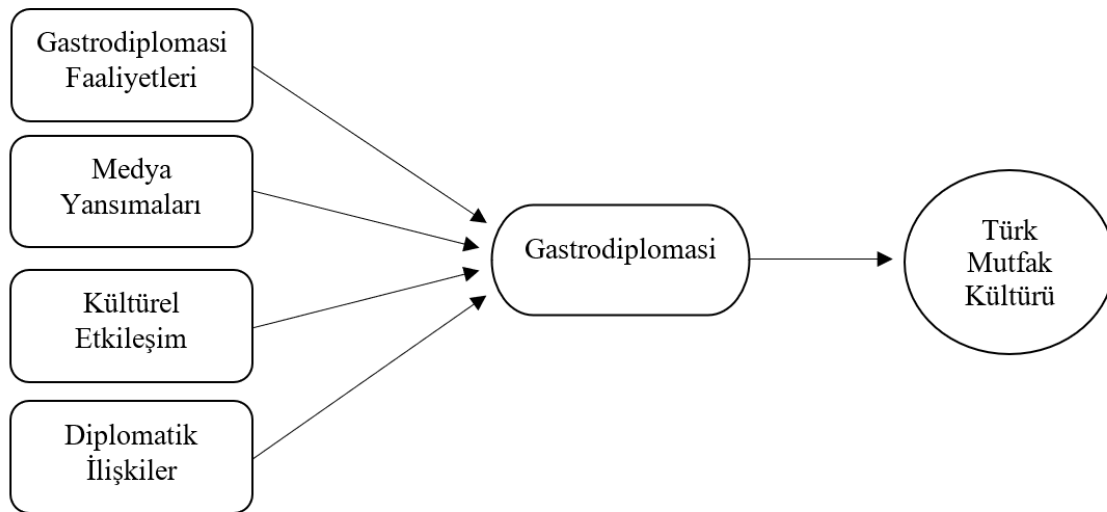 Gastrodiplomasi
Faaliyetleri
Medya
Yansımaları
Kültürel
Etkileşim
Diplomatik
İlişkiler
Gastrodiplomasi
Türk
Mutfak
Kültürü